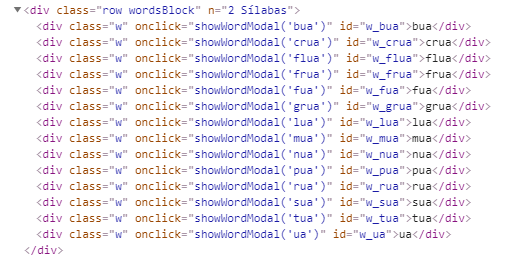 ▼<div class="row wordsBlock" n="2 Sílabas">
<div class="w" onclick="showWordModal('bua')" id="w_bua">bua</div>
<div class="w" onclick="showWordModal('crua')" id="w_crua">crua</div>
<div class="w" onclick="showWordModal('flua')" id="w_flua">flua</div>
<div class="w" onclick="showWordModal('frua')" id="w_frua">frua</div>
<div class="w" onclick="showWordModal('fua')" id="w_fua">fua</div>
<div class="w" onclick="showWordModal('grua')" id="w_grua">grua</div>
<div class="w" onclick="showWordModal('lua')" id="w_lua">lua</div>
<div class="w" onclick="showWordModal('mua')" id="w_mua">mua</div>
<div class="w" onclick="showWordModal('nua')" id="w_nua">nua</div>
<div class="w" onclick="showWordModal('pua')" id="w_pua">pua</div>
<div class="w" onclick="showWordModal('rua')" id="w_rua">rua</div>
<div class="w" onclick="showWordModal('sua')" id="w_sua">sua</div>
<div class="w" onclick="showWordModal('tua')" id="w_tua">tua</div>
<div class="w" onclick="showWordModal('ua')" id="w_ua">ua</div>
</div>